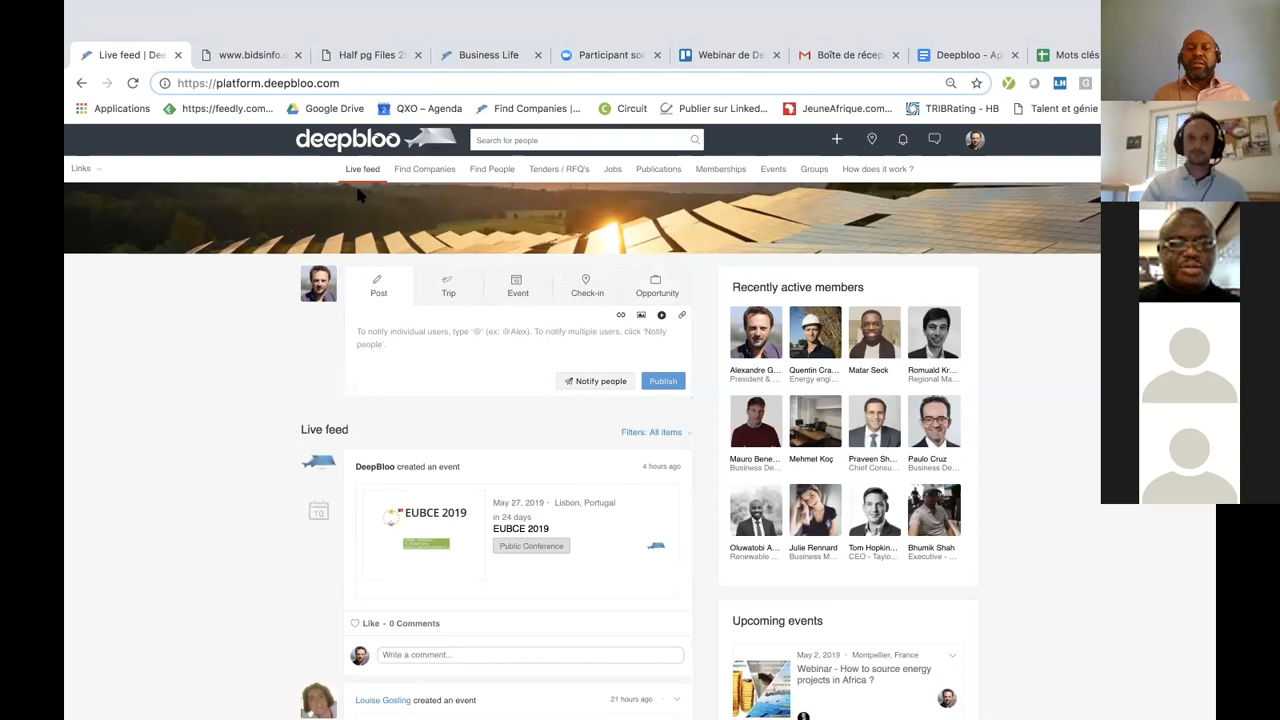 Live feed | Dee
www.bidsinfo.
Half pg Files 2
Business Life
Participant so
Webinar de De
Boîte de récep
Deepbloo - Ap
Mots clés
https://platform.deepbloo.com
Applications
https://feedly.com...
Google Drive
QXO – Agenda
Find Companies |...
Circuit
Publier sur Linked...
JeuneAfrique.com...
TRIBRating - HB
Talent et génie
deepbloo
Search for people
Links
Live feed
Find Companies
Find People
Tenders / RFQ's
Jobs
Publications
Memberships
Events
Groups
How does it work ?
Post
Trip
Event
Check-in
Opportunity
To notify individual users, type '@' (ex: @Alex). To notify multiple users, click 'Notify
people'.
Notify people
Publish
Live feed
Filters: All items
DeepBloo created an event
4 hours ago
10
EUBCE 2019
May 27, 2019 · Lisbon, Portugal
in 24 days
EUBCE 2019
Public Conference
Like - 0 Comments
Write a comment...
Louise Gosling created an event
21 hours ago
Recently active members
Alexandre G...
President & ...
Quentin Cra...
Energy engi...
Matar Seck
Romuald Kr...
Regional Ma...
Mauro Bene...
Business De...
Mehmet Koç
Praveen Sh...
Chief Consu...
Paulo Cruz
Business De...
Oluwatobi A...
Renewable ...
Julie Rennard
Business M...
Tom Hopkin...
CEO - Taylo...
Bhumik Shah
Executive - ...
Upcoming events
May 2, 2019 · Montpellier, France
Webinar - How to source energy
projects in Africa ?